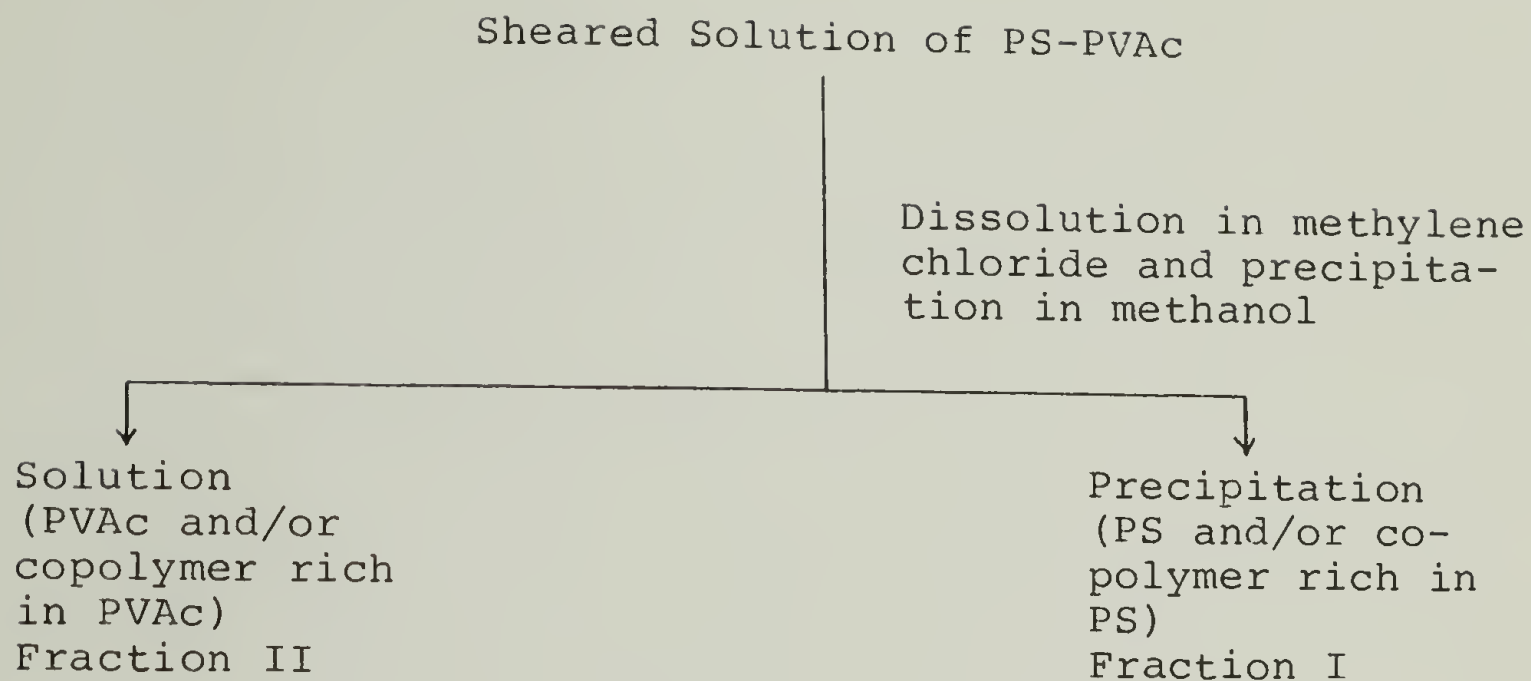 Sheared Solution of PS-PVAc
Dissolution in methylene
chloride and precipita-
tion in methanol
Solution
(PVAc and/or
copolymer rich
in PVAc)
Fraction II
Precipitation
(PS and/or co-
polymer rich in
PS)
Fraction I